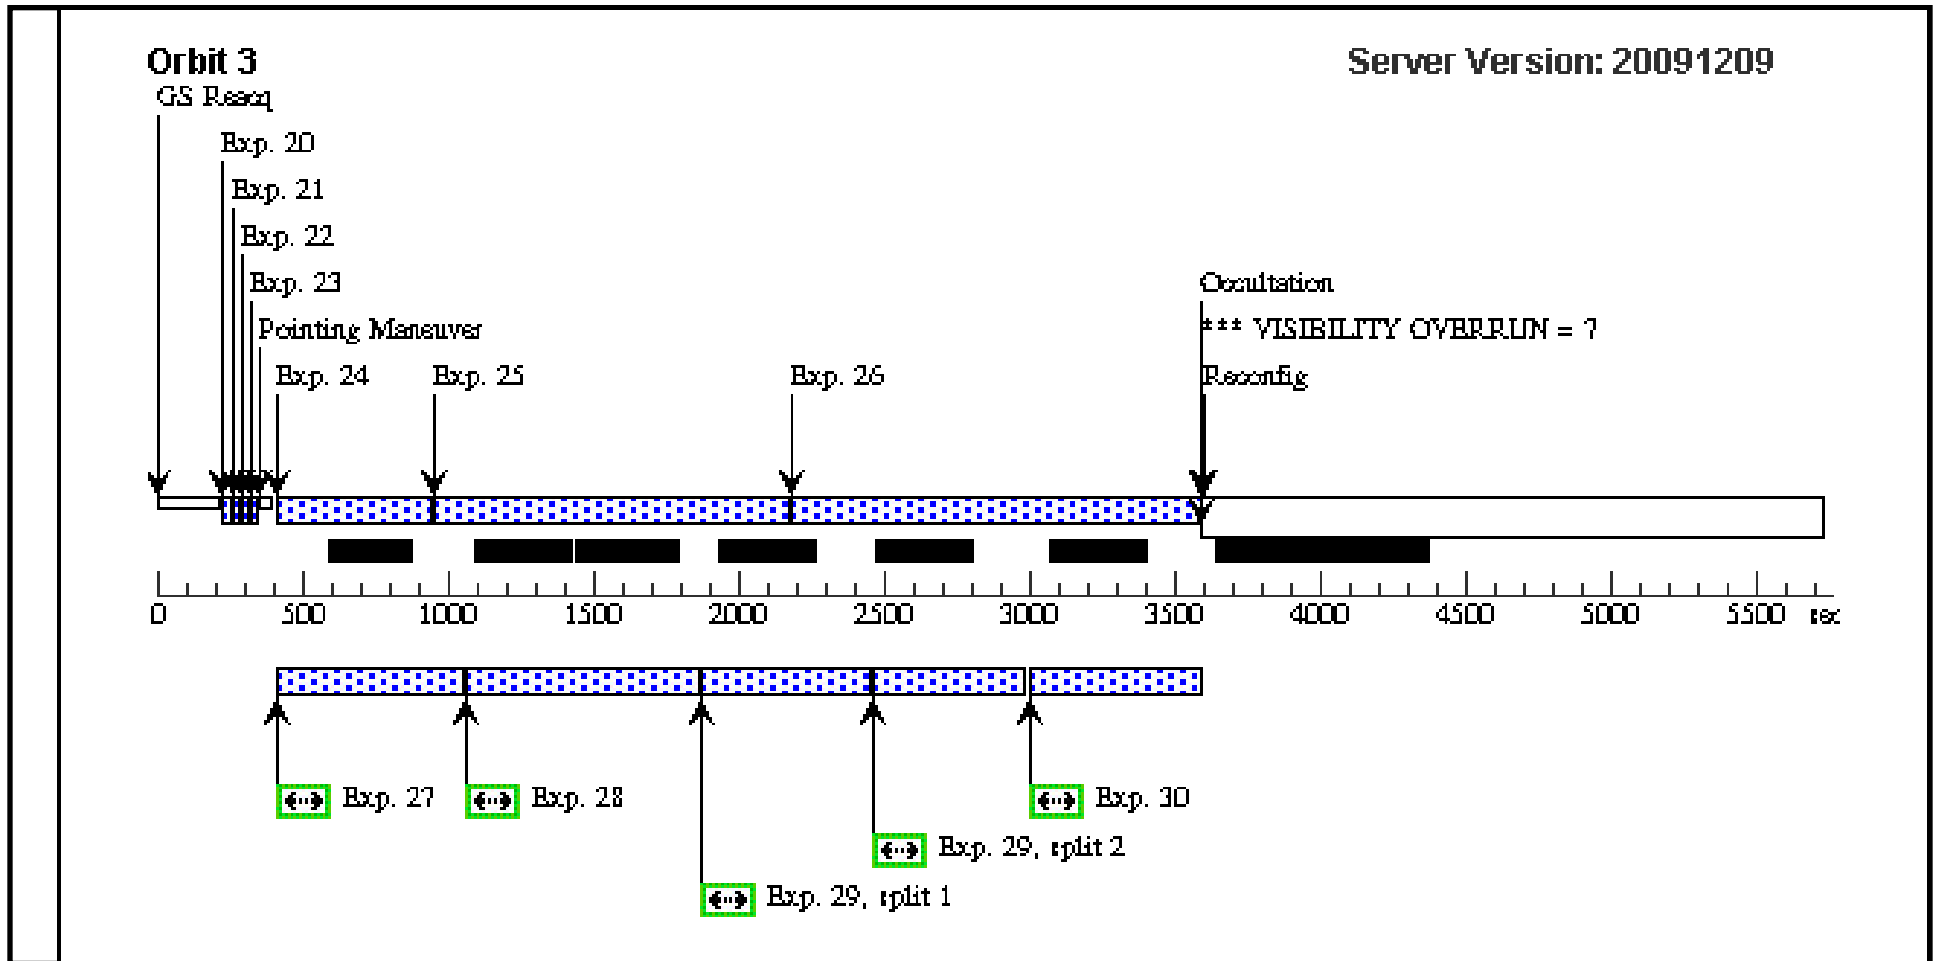 Orbit 3
Server Version: 20091209
GS Reacq
Exp. 20
Exp. 21
Exp. 22
Exp. 23
Occultation
Pointing Maneuver
*** VISIBILITY OVERRUN = 7
Exp. 24
Exp. 25
Exp. 26
Reconfig
0 500 1000 1500 2000 2500 3000 3500 4000 4500 5000 5500 sec
Exp. 27
Exp. 28
Exp. 30
Exp. 29, split 2
Exp. 29, split 1